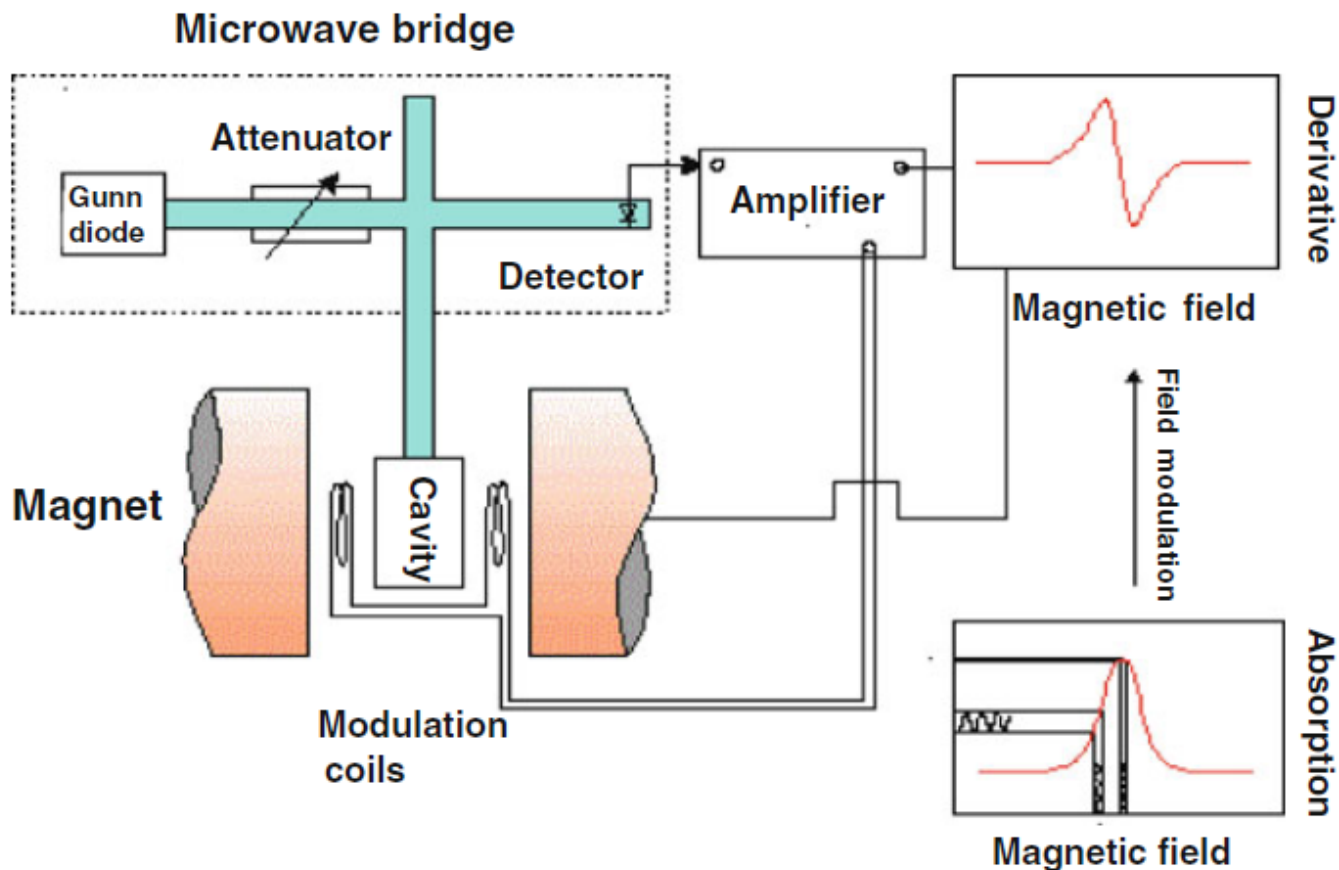 Microwave bridge
Attenuator
Gunn
diode
Detector
Amplifier
Derivative
Magnetic field
Field modulation
Magnet
Cavity
Modulation
coils
Absorption
Magnetic field